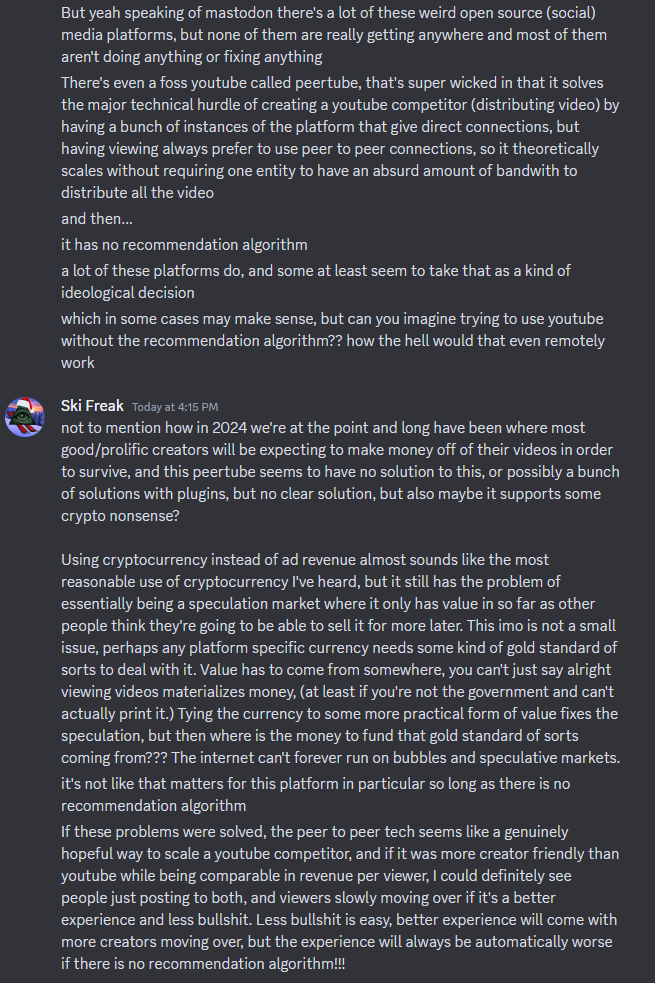 But yeah speaking of mastodon there's a lot of these weird open source (social)
media platforms, but none of them are really getting anywhere and most of them
aren't doing anything or fixing anything
There's even a foss youtube called peertube, that's super wicked in that it solves
the major technical hurdle of creating a youtube competitor (distributing video) by
having a bunch of instances of the platform that give direct connections, but
having viewing always prefer to use peer to peer connections, so it theoretically
scales without requiring one entity to have an absurd amount of bandwith to
distribute all the video
and then...
it has no recommendation algorithm
a lot of these platforms do, and some at least seem to take that as a kind of
ideological decision
which in some cases may make sense, but can you imagine trying to use youtube
without the recommendation algorithm?? how the hell would that even remotely
work
Ski Freak Today at 4:15 PM
not to mention how in 2024 we're at the point and long have been where most
good/prolific creators will be expecting to make money off of their videos in order
to survive, and this peertube seems to have no solution to this, or possibly a bunch
of solutions with plugins, but no clear solution, but also maybe it supports some
crypto nonsense?
Using cryptocurrency instead of ad revenue almost sounds like the most
reasonable use of cryptocurrency I've heard, but it still has the problem of
essentially being a speculation market where it only has value in so far as other
people think they're going to be able to sell it for more later. This imo is not a small
issue, perhaps any platform specific currency needs some kind of gold standard of
sorts to deal with it. Value has to come from somewhere, you can't just say alright
viewing videos materializes money, (at least if you're not the government and can't
actually print it.) Tying the currency to some more practical form of value fixes the
speculation, but then where is the money to fund that gold standard of sorts
coming from??? The internet can't forever run on bubbles and speculative markets.
it's not like that matters for this platform in particular so long as there is no
recommendation algorithm
If these problems were solved, the peer to peer tech seems like a genuinely
hopeful way to scale a youtube competitor, and if it was more creator friendly than
youtube while being comparable in revenue per viewer, I could definitely see
people just posting to both, and viewers slowly moving over if it's a better
experience and less bullshit. Less bullshit is easy, better experience will come with
more creators moving over, but the experience will always be automatically worse
if there is no recommendation algorithm!!!